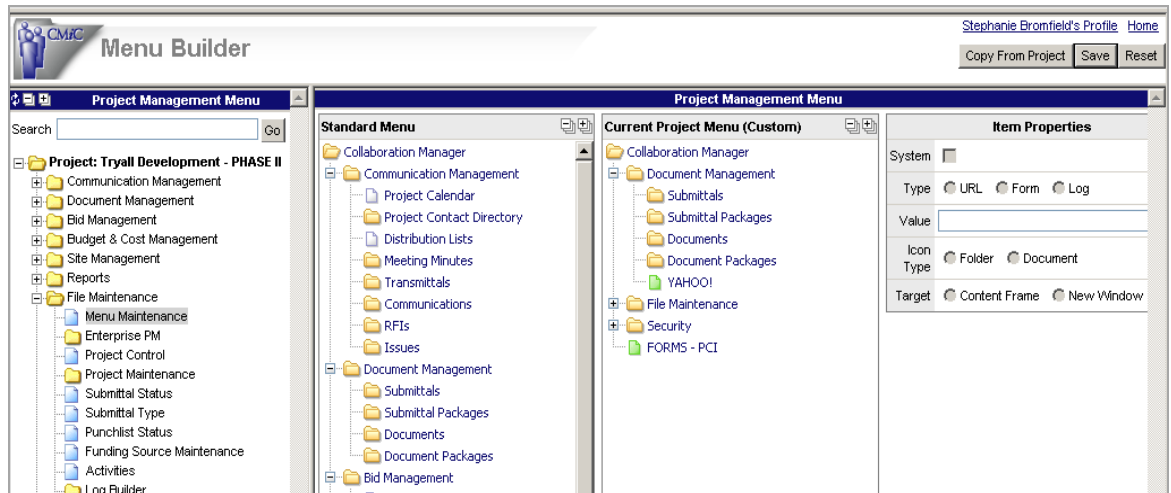 CMiC
Menu Builder
Stephanie Bromfield's Profile Home
Copy From Project Save Reset
Project Management Menu
Search Go
Project: Tryall Development - PHASE II
Communication Management
Document Management
Bid Management
Budget & Cost Management
Site Management
Reports
File Maintenance
Menu Maintenance
Enterprise PM
Project Control
Project Maintenance
Submittal Status
Submittal Type
Punchlist Status
Funding Source Maintenance
Activities
Log Builder
Project Management Menu
Standard Menu
Collaboration Manager
Communication Management
Project Calendar
Project Contact Directory
Distribution Lists
Meeting Minutes
Transmittals
Communications
RFIs
Issues
Document Management
Submittals
Submittal Packages
Documents
Document Packages
Bid Management
Current Project Menu (Custom)
Collaboration Manager
Document Management
Submittals
Submittal Packages
Documents
Document Packages
YAHOO!
File Maintenance
Security
FORMS - PCI
Item Properties
System
Type URL Form Log
Value
Icon
Type Folder Document
Target Content Frame New Window